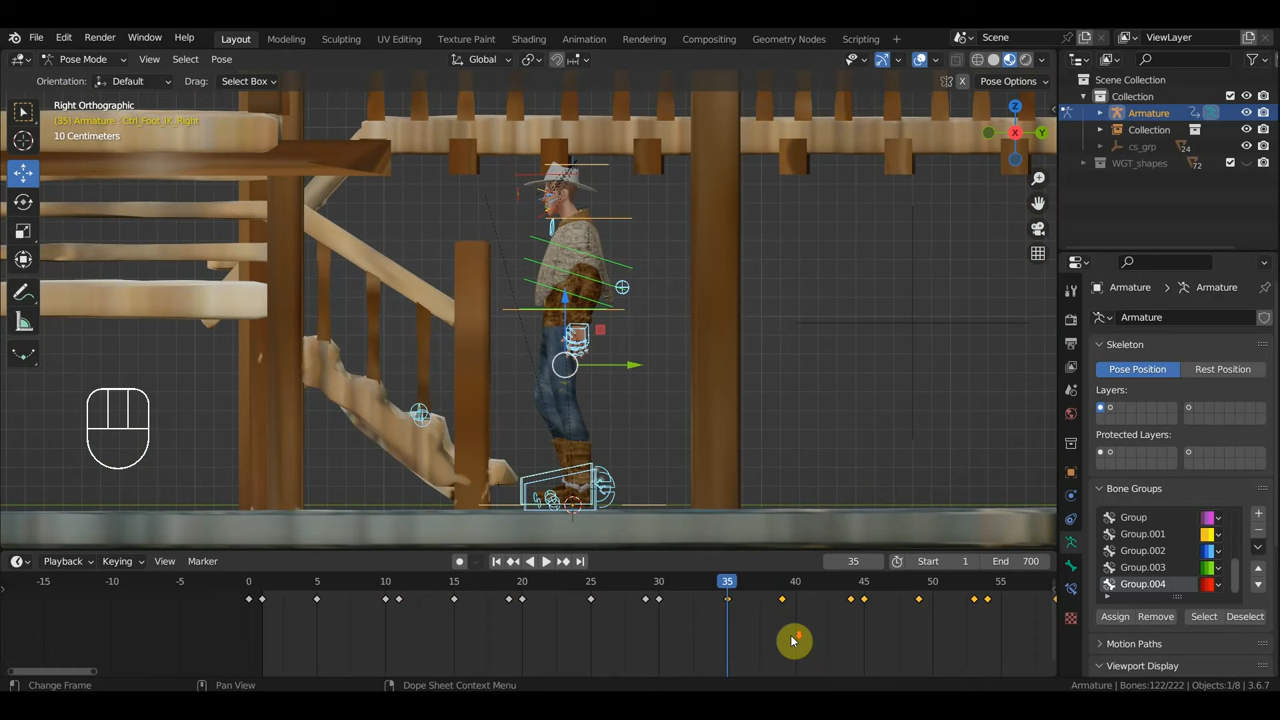 File Edit Render Window Help Layout Modeling Sculpting UV Editing Texture Paint Shading Animation Rendering Compositing Geometry Nodes Scripting + Scene ViewLayer
Pose Mode View Select Pose Global
Orientation: Default Drag: Select Box X Pose Options
Right Orthographic
(35) Armature : Ctrl_Foot_IK_Right
10 Centimeters
Z
X
Y
Scene Collection
Collection
Armature
Collection
cs_grp 24
WGT_shapes 72
Armature > Armature
Armature
Skeleton
Pose Position Rest Position
Layers:
Protected Layers:
Bone Groups
Group
Group.001
Group.002
Group.003
Group.004
Assign Remove Select Deselect
Motion Paths
Viewport Display
Playback Keying View Marker 35 Start 1 End 700
-15 -10 -5 0 5 10 15 20 25 30 35 40 45 50 55
Change Frame Pan View Dope Sheet Context Menu Armature | Bones:122/222 | Objects:1/8 | 3.6.7